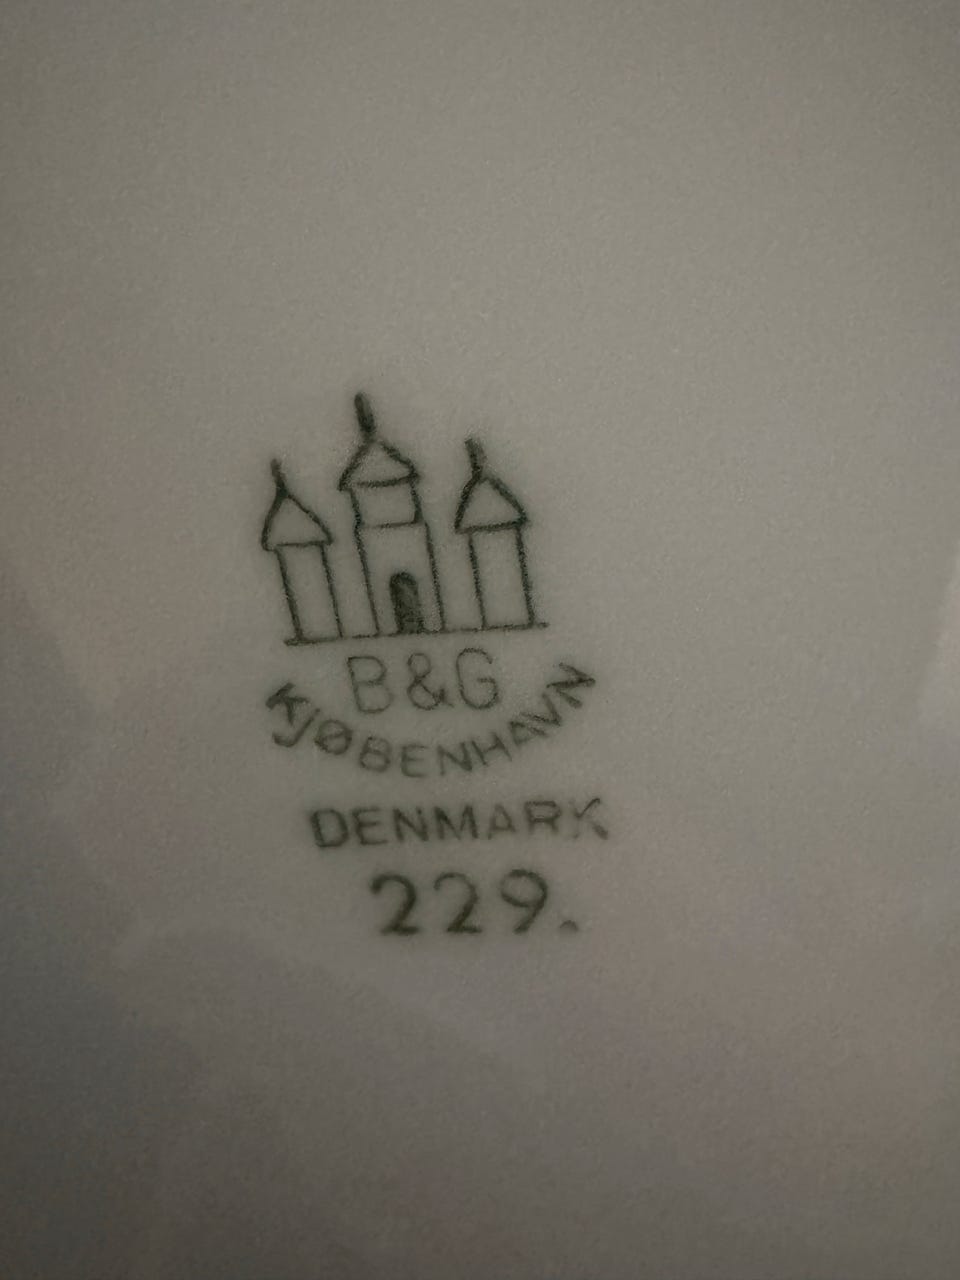 B&G
KJØBENHAVN
DENMARK
229.